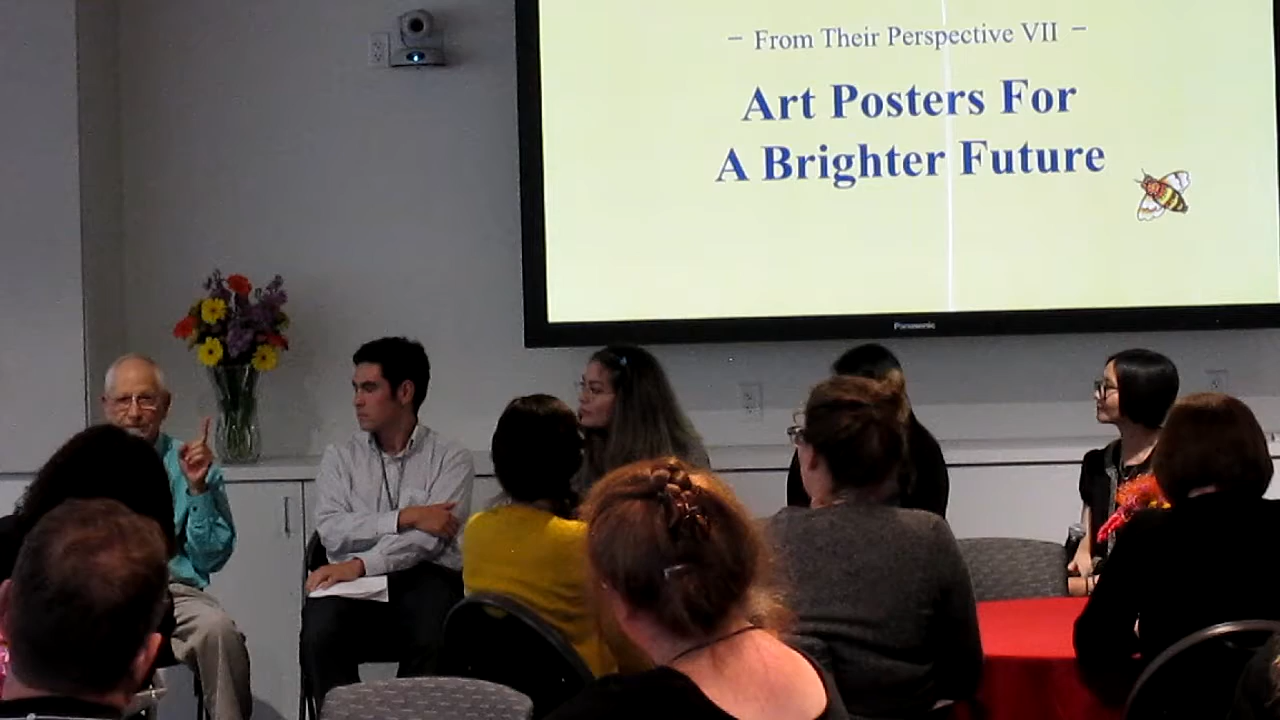 – From Their Perspective VII –
Art Posters For
A Brighter Future
Panasonic